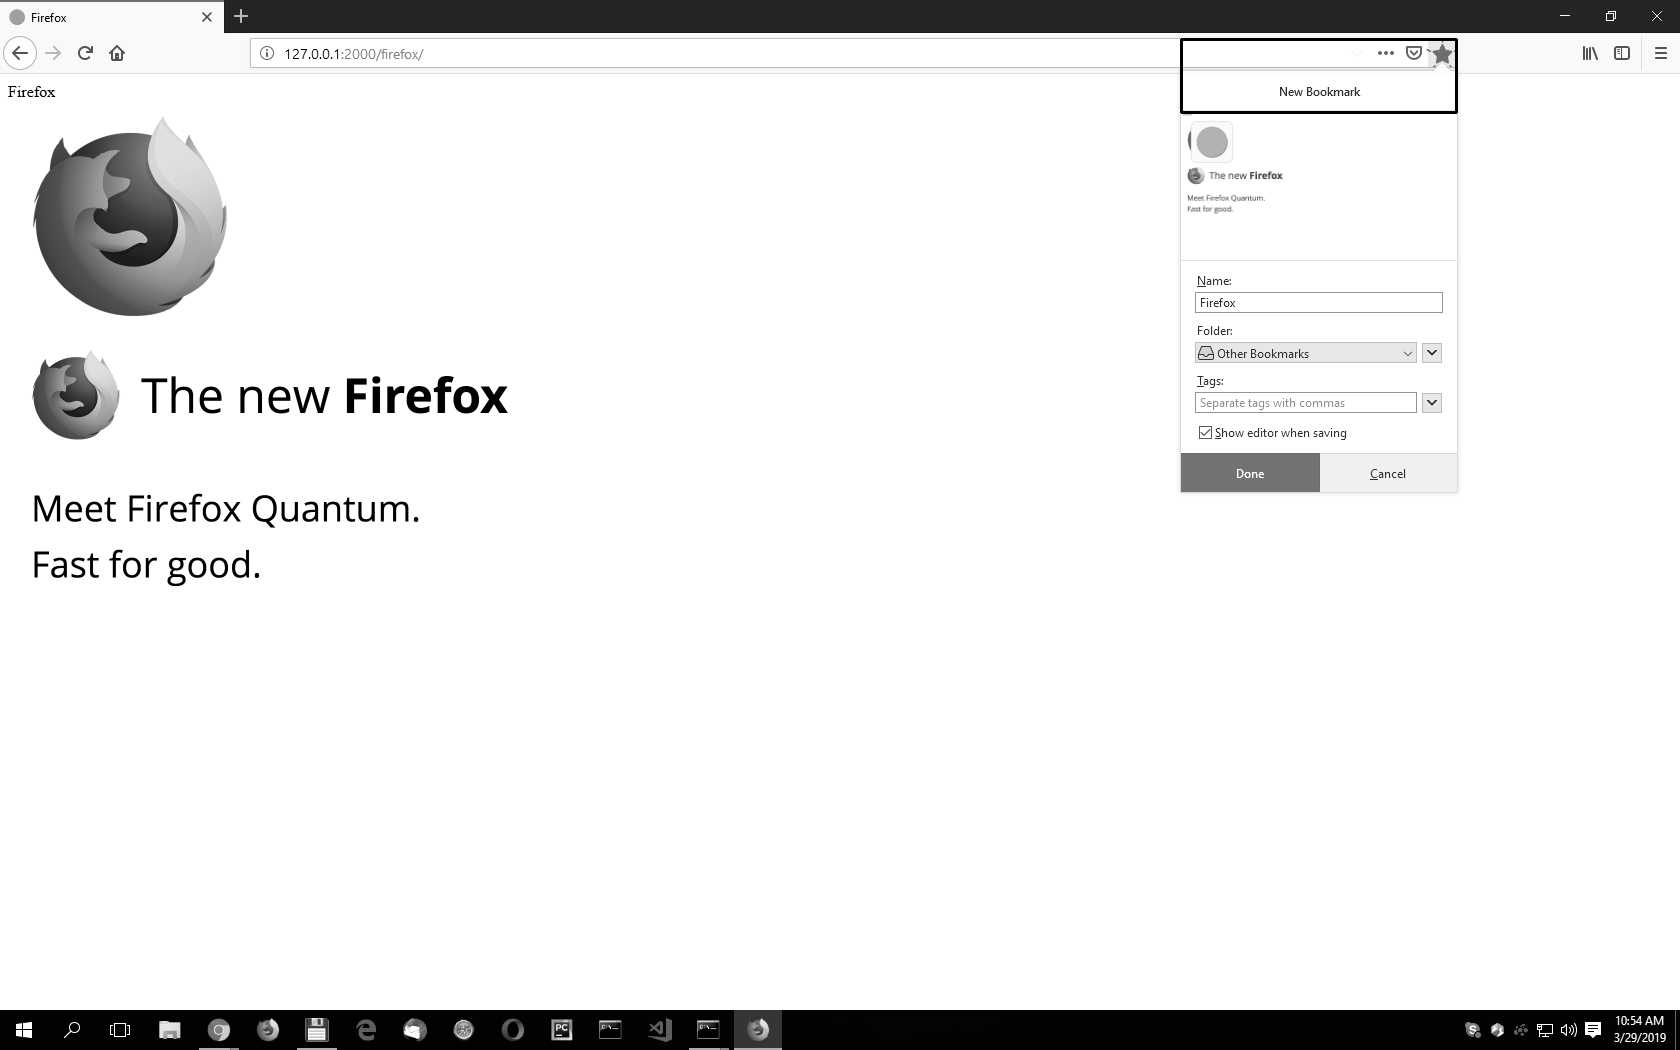 Firefox
127.0.0.1:2000/firefox/
New Bookmark
Firefox
The new Firefox
Meet Firefox Quantum.
Fast for good.
The new Firefox
Meet Firefox Quantum.
Fast for good.
Name:
Firefox
Folder:
Other Bookmarks
Tags:
Separate tags with commas
Show editor when saving
Done
Cancel
PC
10:54 AM
3/29/2019